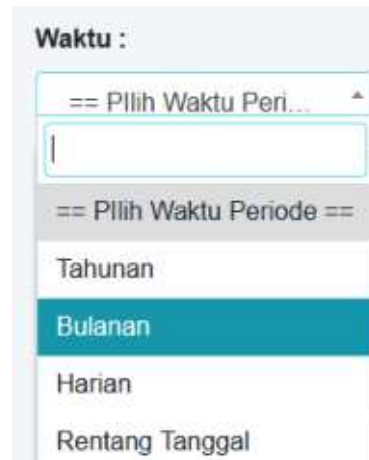 Waktu :
== PIlih Waktu Peri...
== PIlih Waktu Periode ==
Tahunan
Bulanan
Harian
Rentang Tanggal